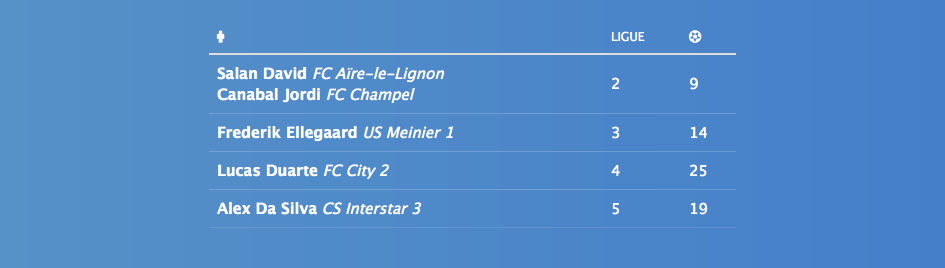 LIGUE
Salan David FC Aïre-le-Lignon
Canabal Jordi FC Champel
2
9
Frederik Ellegaard US Meinier 1
3
14
Lucas Duarte FC City 2
4
25
Alex Da Silva CS Interstar 3
5
19